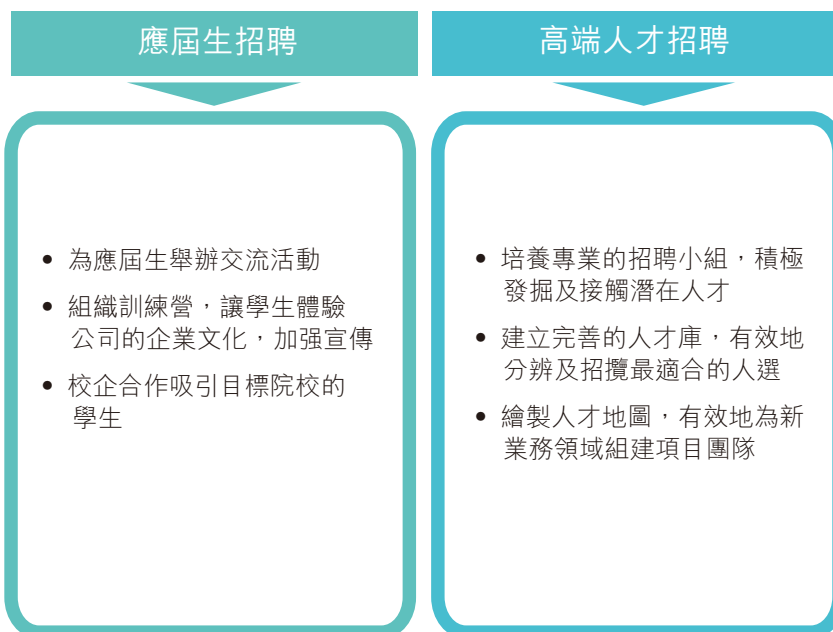 應屆生招聘
• 為應屆生舉辦交流活動
• 組織訓練營，讓學生體驗
公司的企業文化，加强宣傳
• 校企合作吸引目標院校的
學生
高端人才招聘
• 培養專業的招聘小組，積極
發掘及接觸潛在人才
• 建立完善的人才庫，有效地
分辨及招攬最適合的人選
• 繪製人才地圖，有效地為新
業務領域組建項目團隊